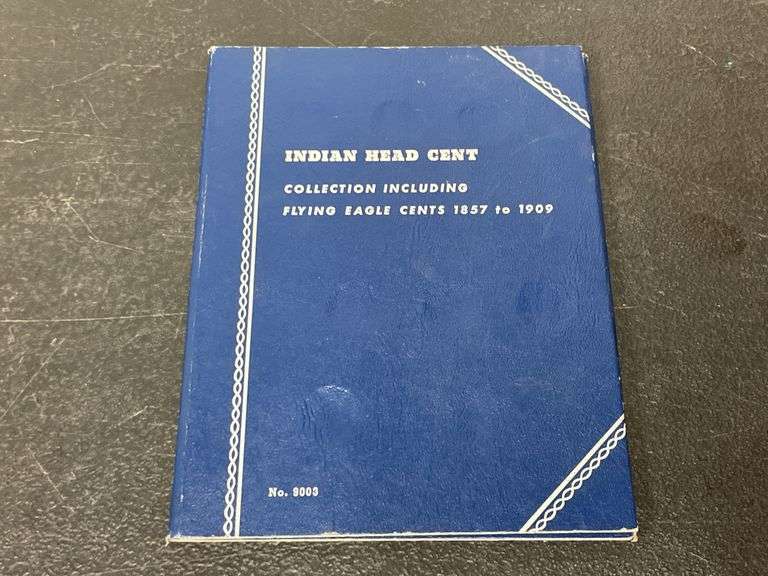 INDIAN HEAD CENT
COLLECTION INCLUDING
FLYING EAGLE CENTS 1857 to 1909
No. 9003